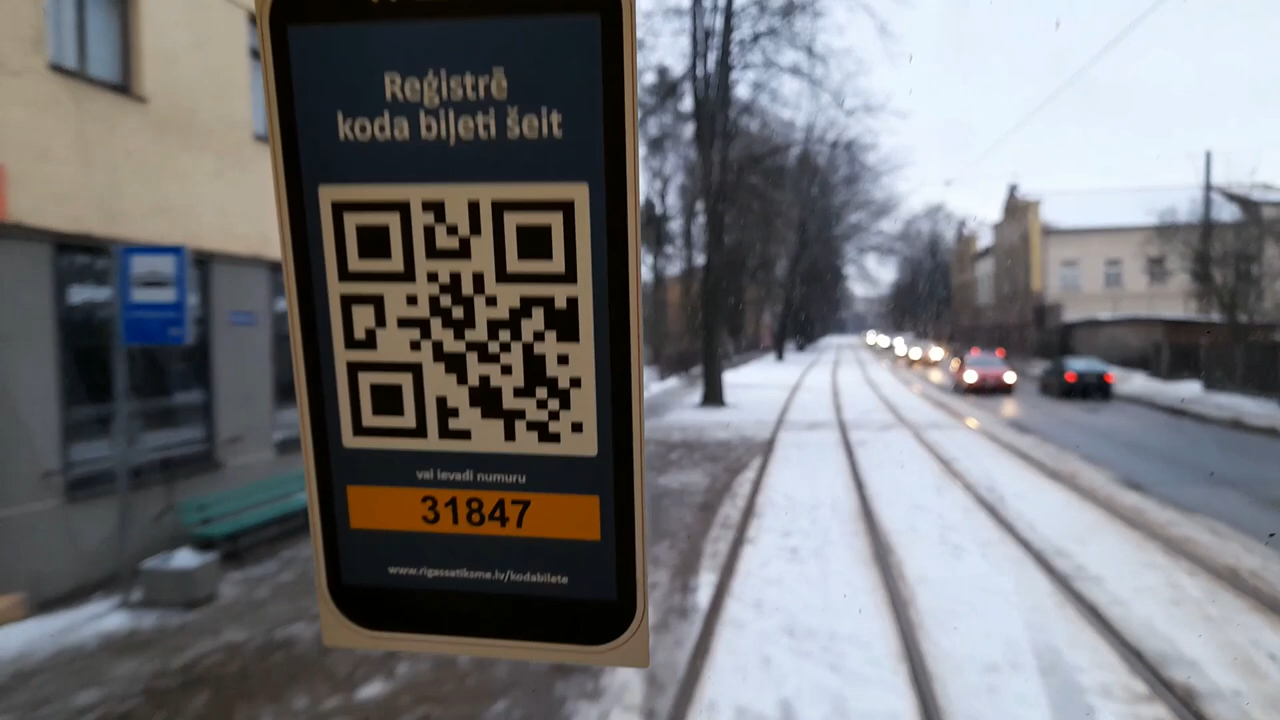 Reģistrē
koda biļeti šeit
vai ievadi numuru
31847
www.rigassatiksme.lv/kodabilete